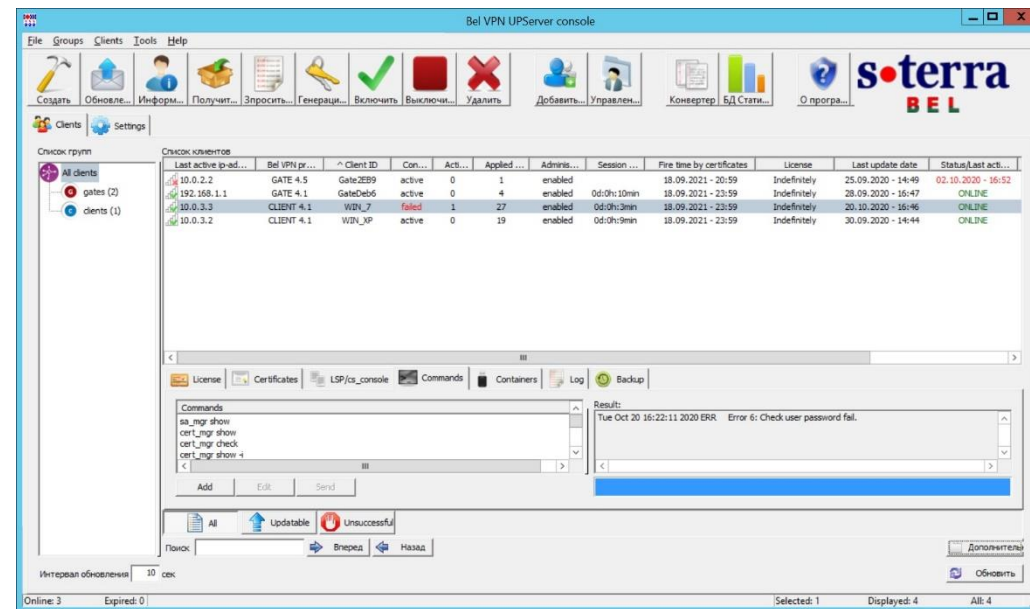 Bel VPN UPServer console
File Groups Clients Tools Help
Создать Обновле... Информ... Получит... Зпросить... Генераци... Включить Выключи... Удалить Добавить... Управлен... Конвертер БД Стати... О програ...
s•terra
BEL
Clients Settings
Список групп Список клиентов
All clients
gates (2)
clients (1)
Last active ip-ad... Bel VPN pr... ^ Client ID Con... Acti... Applied ... Adminis... Session ... Fire time by certificates License Last update date Status/Last acti...
10.0.2.2 GATE 4.5 Gate2EB9 active 0 1 enabled 18.09.2021 - 20:59 Indefinitely 25.09.2020 - 14:49 02.10.2020 - 16:52
192.168.1.1 GATE 4.1 GateDeb6 active 0 4 enabled 0d:0h:10min 18.09.2021 - 23:59 Indefinitely 28.09.2020 - 16:47 ONLINE
10.0.3.3 CLIENT 4.1 WIN_7 failed 1 27 enabled 0d:0h:3min 18.09.2021 - 23:59 Indefinitely 20.10.2020 - 16:46 ONLINE
10.0.3.2 CLIENT 4.1 WIN_XP active 0 19 enabled 0d:0h:9min 18.09.2021 - 23:59 Indefinitely 30.09.2020 - 14:44 ONLINE
License Certificates LSP/cs_console Commands Containers Log Backup
Commands
sa_mgr show
cert_mgr show
cert_mgr check
cert_mgr show -i
Result:
Tue Oct 20 16:22:11 2020 ERR Error 6: Check user password fail.
Add Edit Send
All Updatable Unsuccessful
Поиск Вперед Назад Дополнитель
Интервал обновления 10 сек Обновить
Online: 3 Expired: 0 Selected: 1 Displayed: 4 All: 4